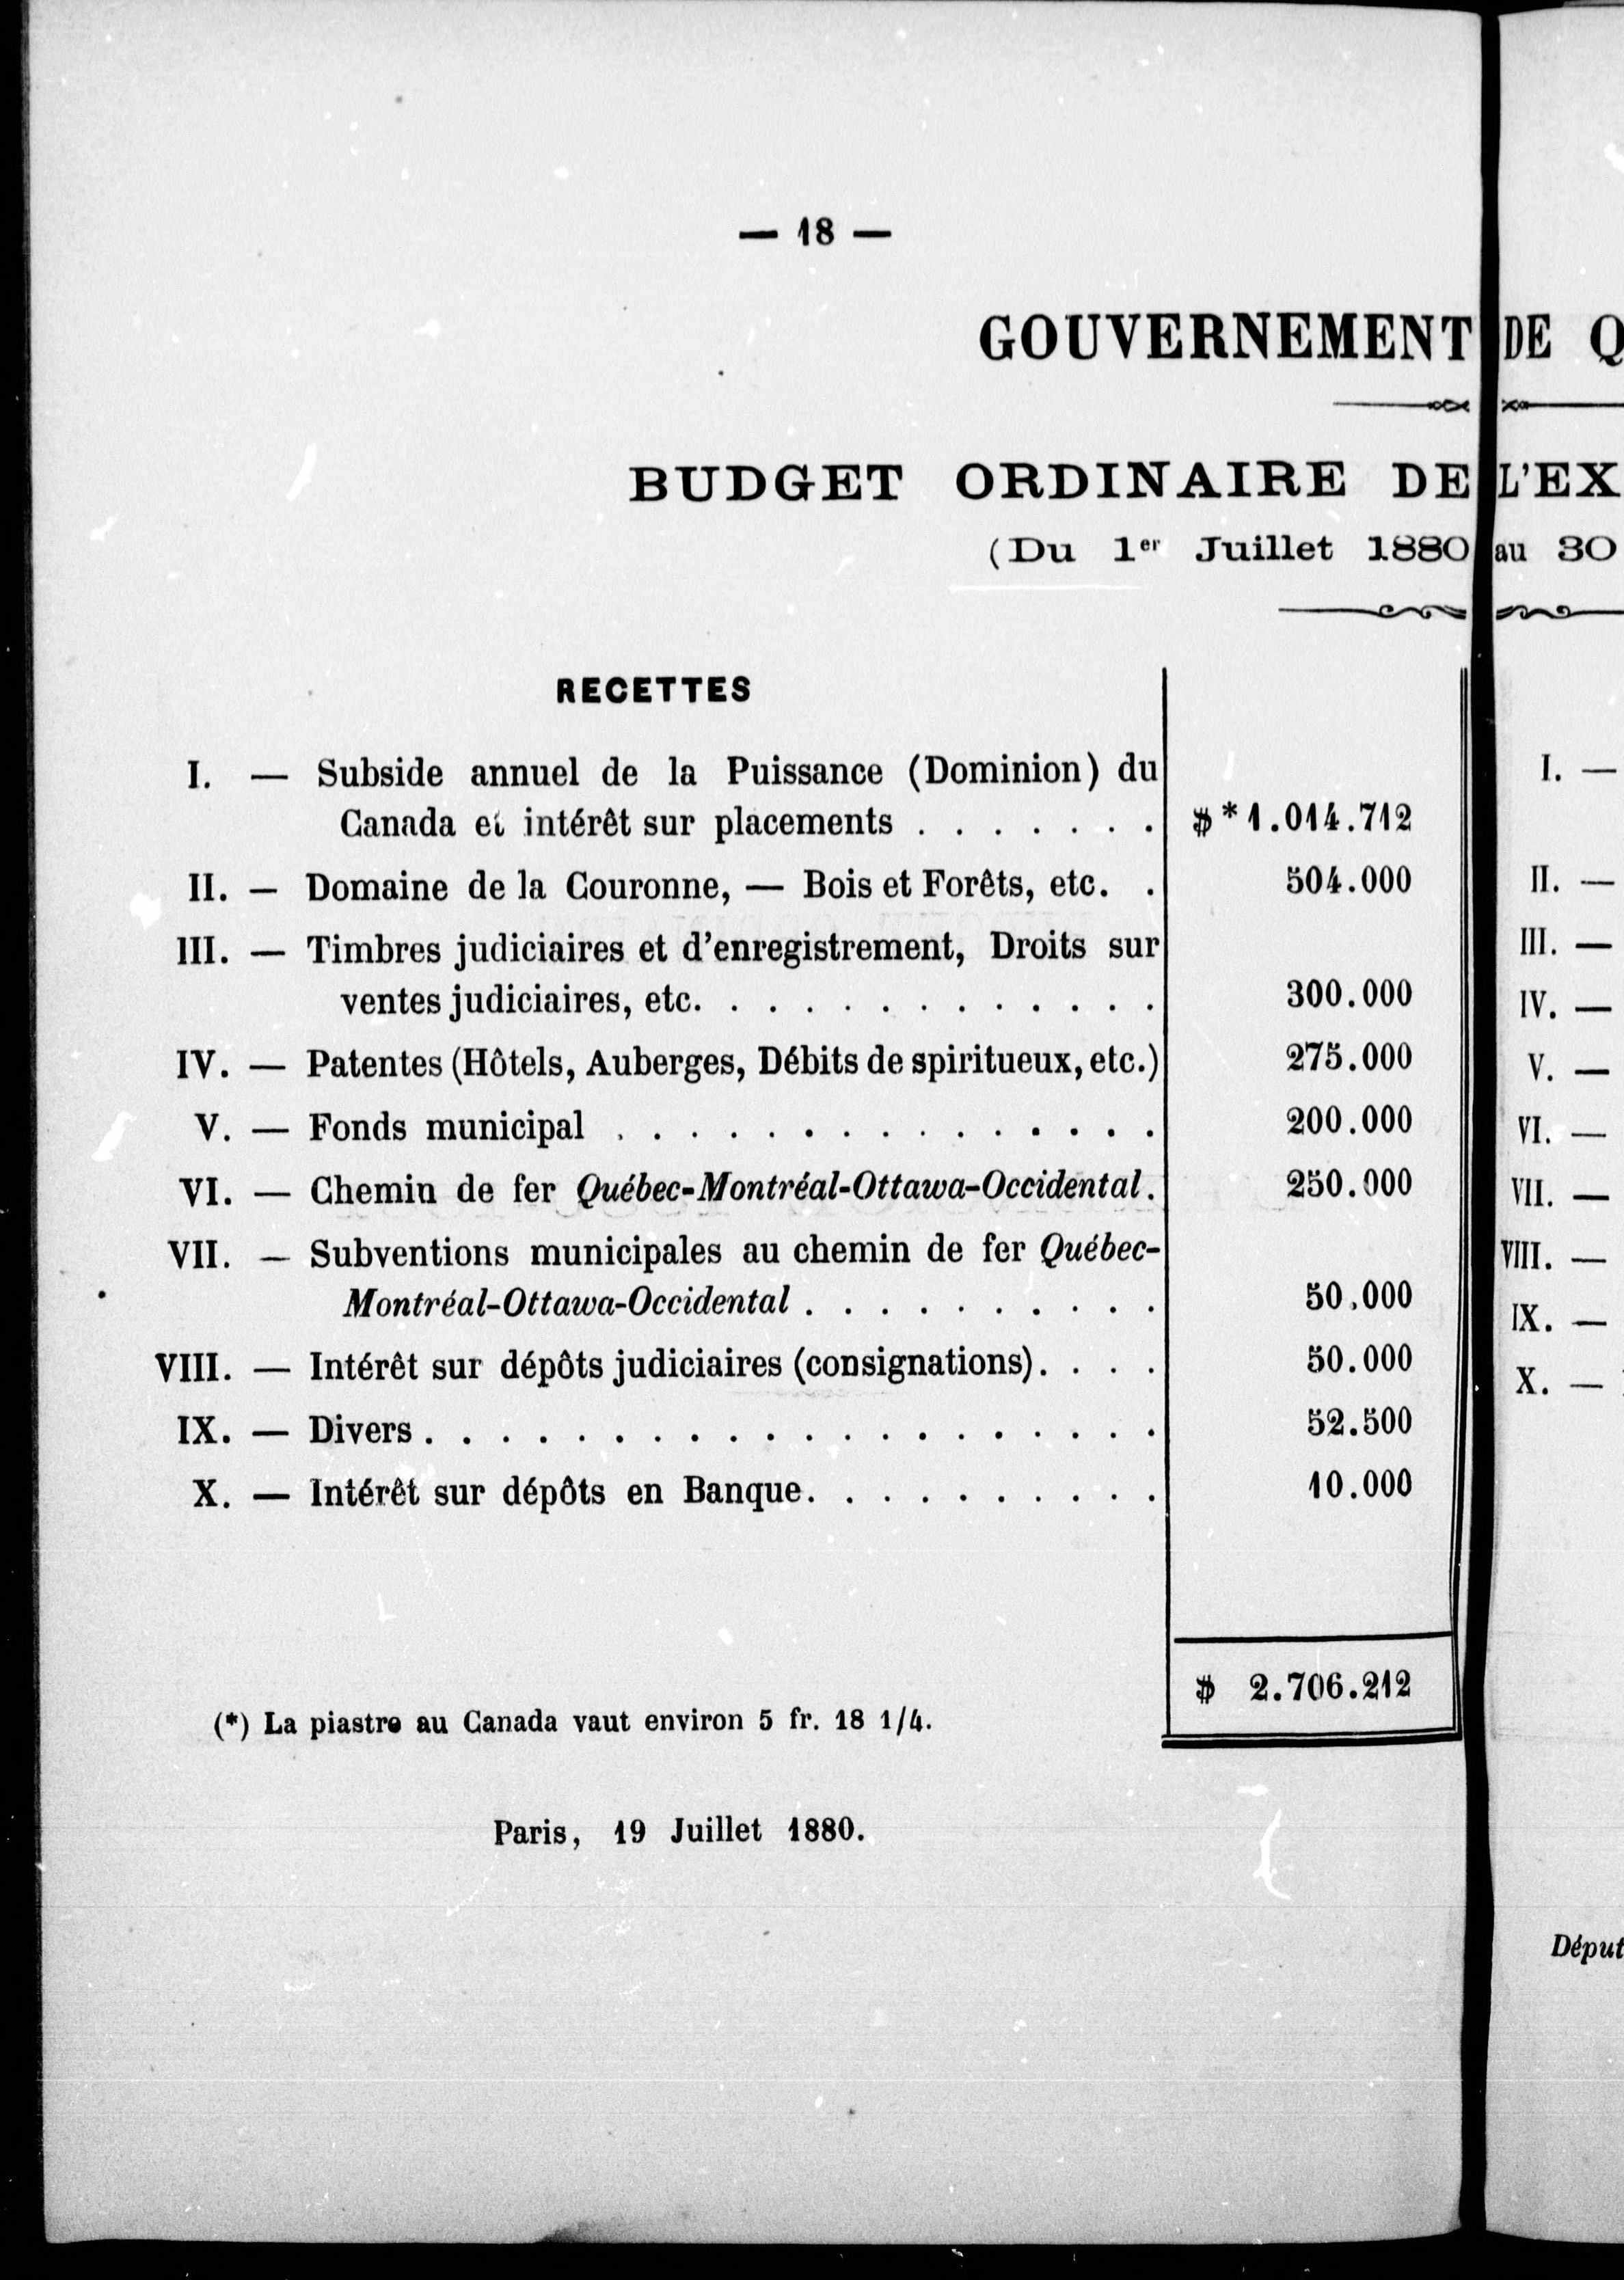 — 18 —
GOUVERNEMENT DE Q
BUDGET ORDINAIRE DE L'EX
(Du 1er Juillet 1880 au 30
RECETTES
I. — Subside annuel de la Puissance (Dominion) du
Canada et intérêt sur placements . . . . . . . $ * 1.014.712
II. — Domaine de la Couronne, — Bois et Forêts, etc. . 504.000
III. — Timbres judiciaires et d'enregistrement, Droits sur
ventes judiciaires, etc. . . . . . . . . . . . . 300.000
IV. — Patentes (Hôtels, Auberges, Débits de spiritueux, etc.) 275.000
V. — Fonds municipal . . . . . . . . . . . . . . . 200.000
VI. — Chemin de fer Québec-Montréal-Ottawa-Occidental. 250.000
VII. — Subventions municipales au chemin de fer Québec-
Montréal-Ottawa-Occidental . . . . . . . . . . 50.000
VIII. — Intérêt sur dépôts judiciaires (consignations). . . . 50.000
IX. — Divers . . . . . . . . . . . . . . . . . . . . 52.500
X. — Intérêt sur dépôts en Banque. . . . . . . . . . 10.000
$ 2.706.212
(*) La piastre au Canada vaut environ 5 fr. 18 1/4.
Paris, 19 Juillet 1880.
I. —
II. —
III. —
IV. —
V. —
VI. —
VII. —
VIII. —
IX. —
X. —
Déput